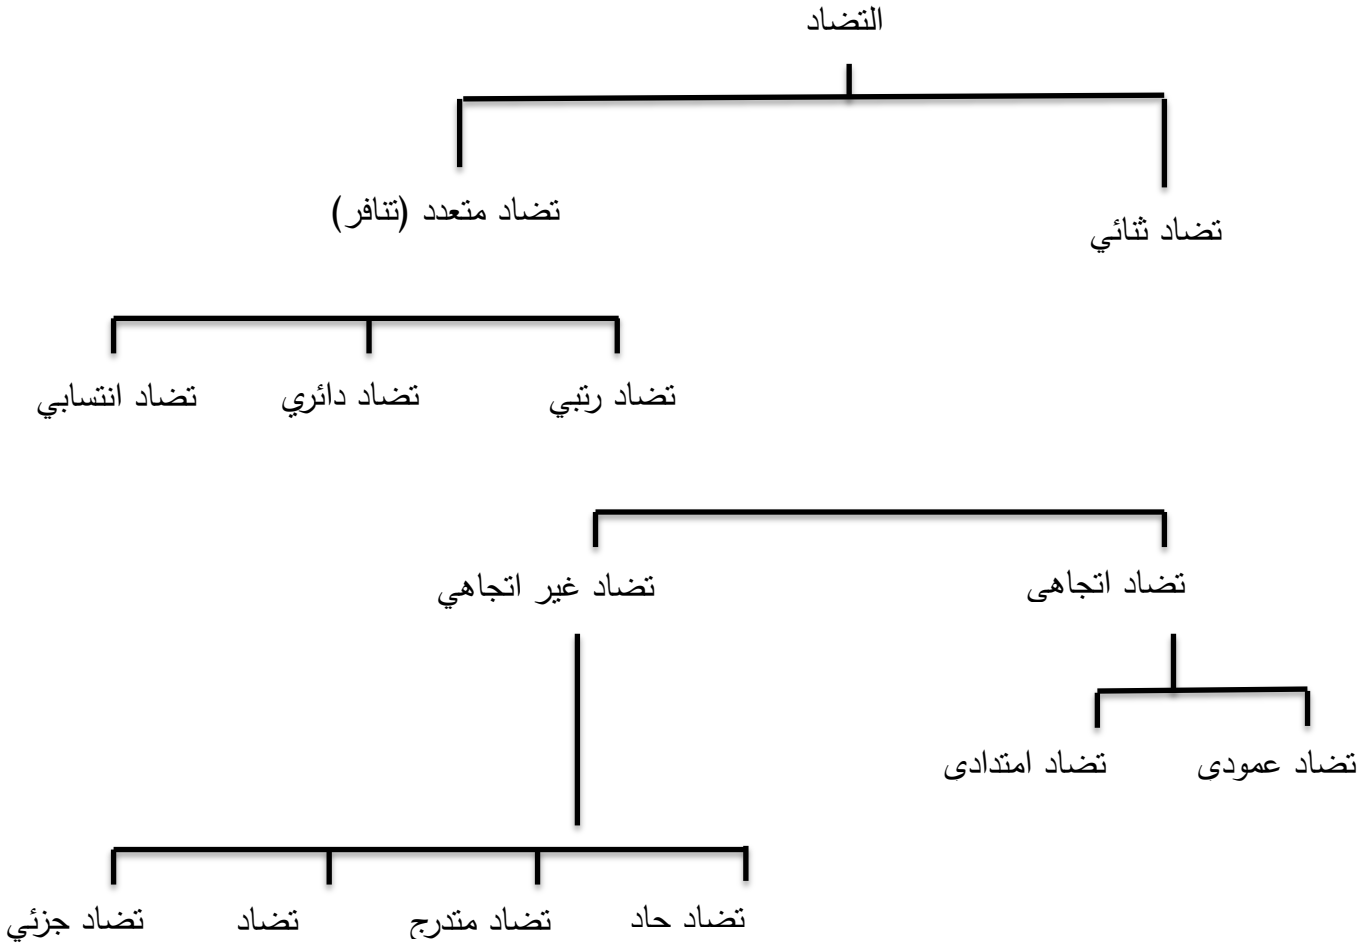 التضاد
تضاد ثنائي
تضاد متعدد (تنافر)
تضاد رتبي
تضاد دائري
تضاد انتسابي
تضاد اتجاهى
تضاد غير اتجاهي
تضاد عمودى
تضاد امتدادى
تضاد حاد
تضاد متدرج
تضاد
تضاد جزئي